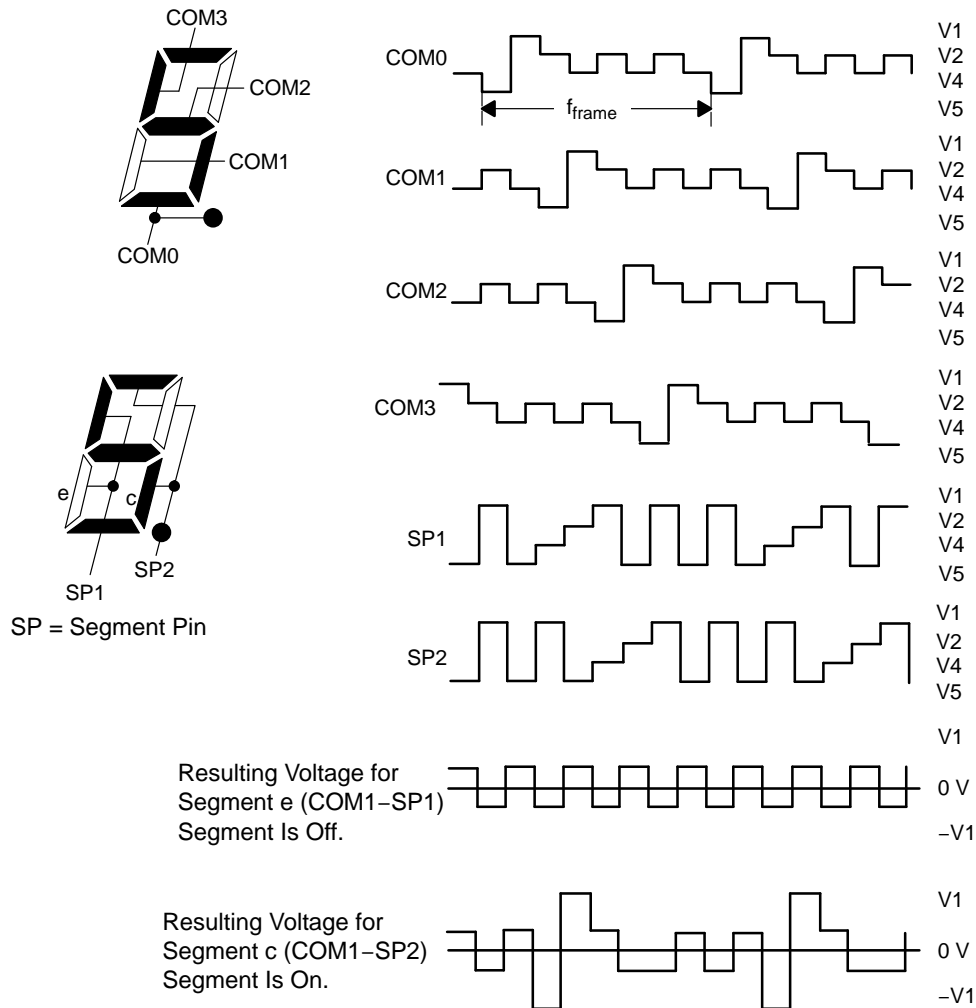 COM3
COM2
COM1
COM0
COM0
f_frame
V1
V2
V4
V5
COM1
V1
V2
V4
V5
COM2
V1
V2
V4
V5
COM3
V1
V2
V4
V5
e
c
SP1
SP2
SP = Segment Pin
SP1
V1
V2
V4
V5
SP2
V1
V2
V4
V5
Resulting Voltage for
Segment e (COM1−SP1)
Segment Is Off.
V1
0 V
−V1
Resulting Voltage for
Segment c (COM1−SP2)
Segment Is On.
V1
0 V
−V1